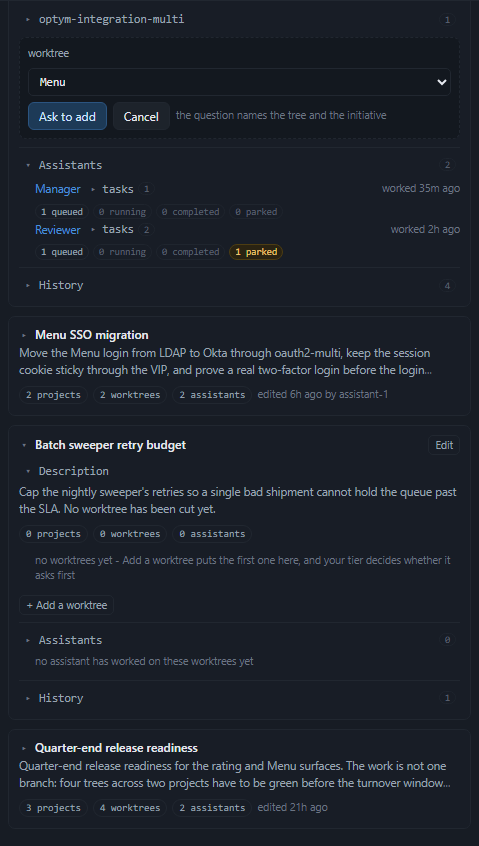 optym-integration-multi 1
worktree
Menu
Ask to add Cancel the question names the tree and the initiative
Assistants 2
Manager tasks 1 worked 35m ago
1 queued 0 running 0 completed 0 parked
Reviewer tasks 2 worked 2h ago
1 queued 0 running 0 completed 1 parked
History 4
Menu SSO migration
Move the Menu login from LDAP to Okta through oauth2-multi, keep the session
cookie sticky through the VIP, and prove a real two-factor login before the login...
2 projects 2 worktrees 2 assistants edited 6h ago by assistant-1
Batch sweeper retry budget Edit
Description
Cap the nightly sweeper's retries so a single bad shipment cannot hold the queue past
the SLA. No worktree has been cut yet.
0 projects 0 worktrees 0 assistants
no worktrees yet - Add a worktree puts the first one here, and your tier decides whether it
asks first
+ Add a worktree
Assistants 0
no assistant has worked on these worktrees yet
History 1
Quarter-end release readiness
Quarter-end release readiness for the rating and Menu surfaces. The work is not one
branch: four trees across two projects have to be green before the turnover window...
3 projects 4 worktrees 2 assistants edited 21h ago